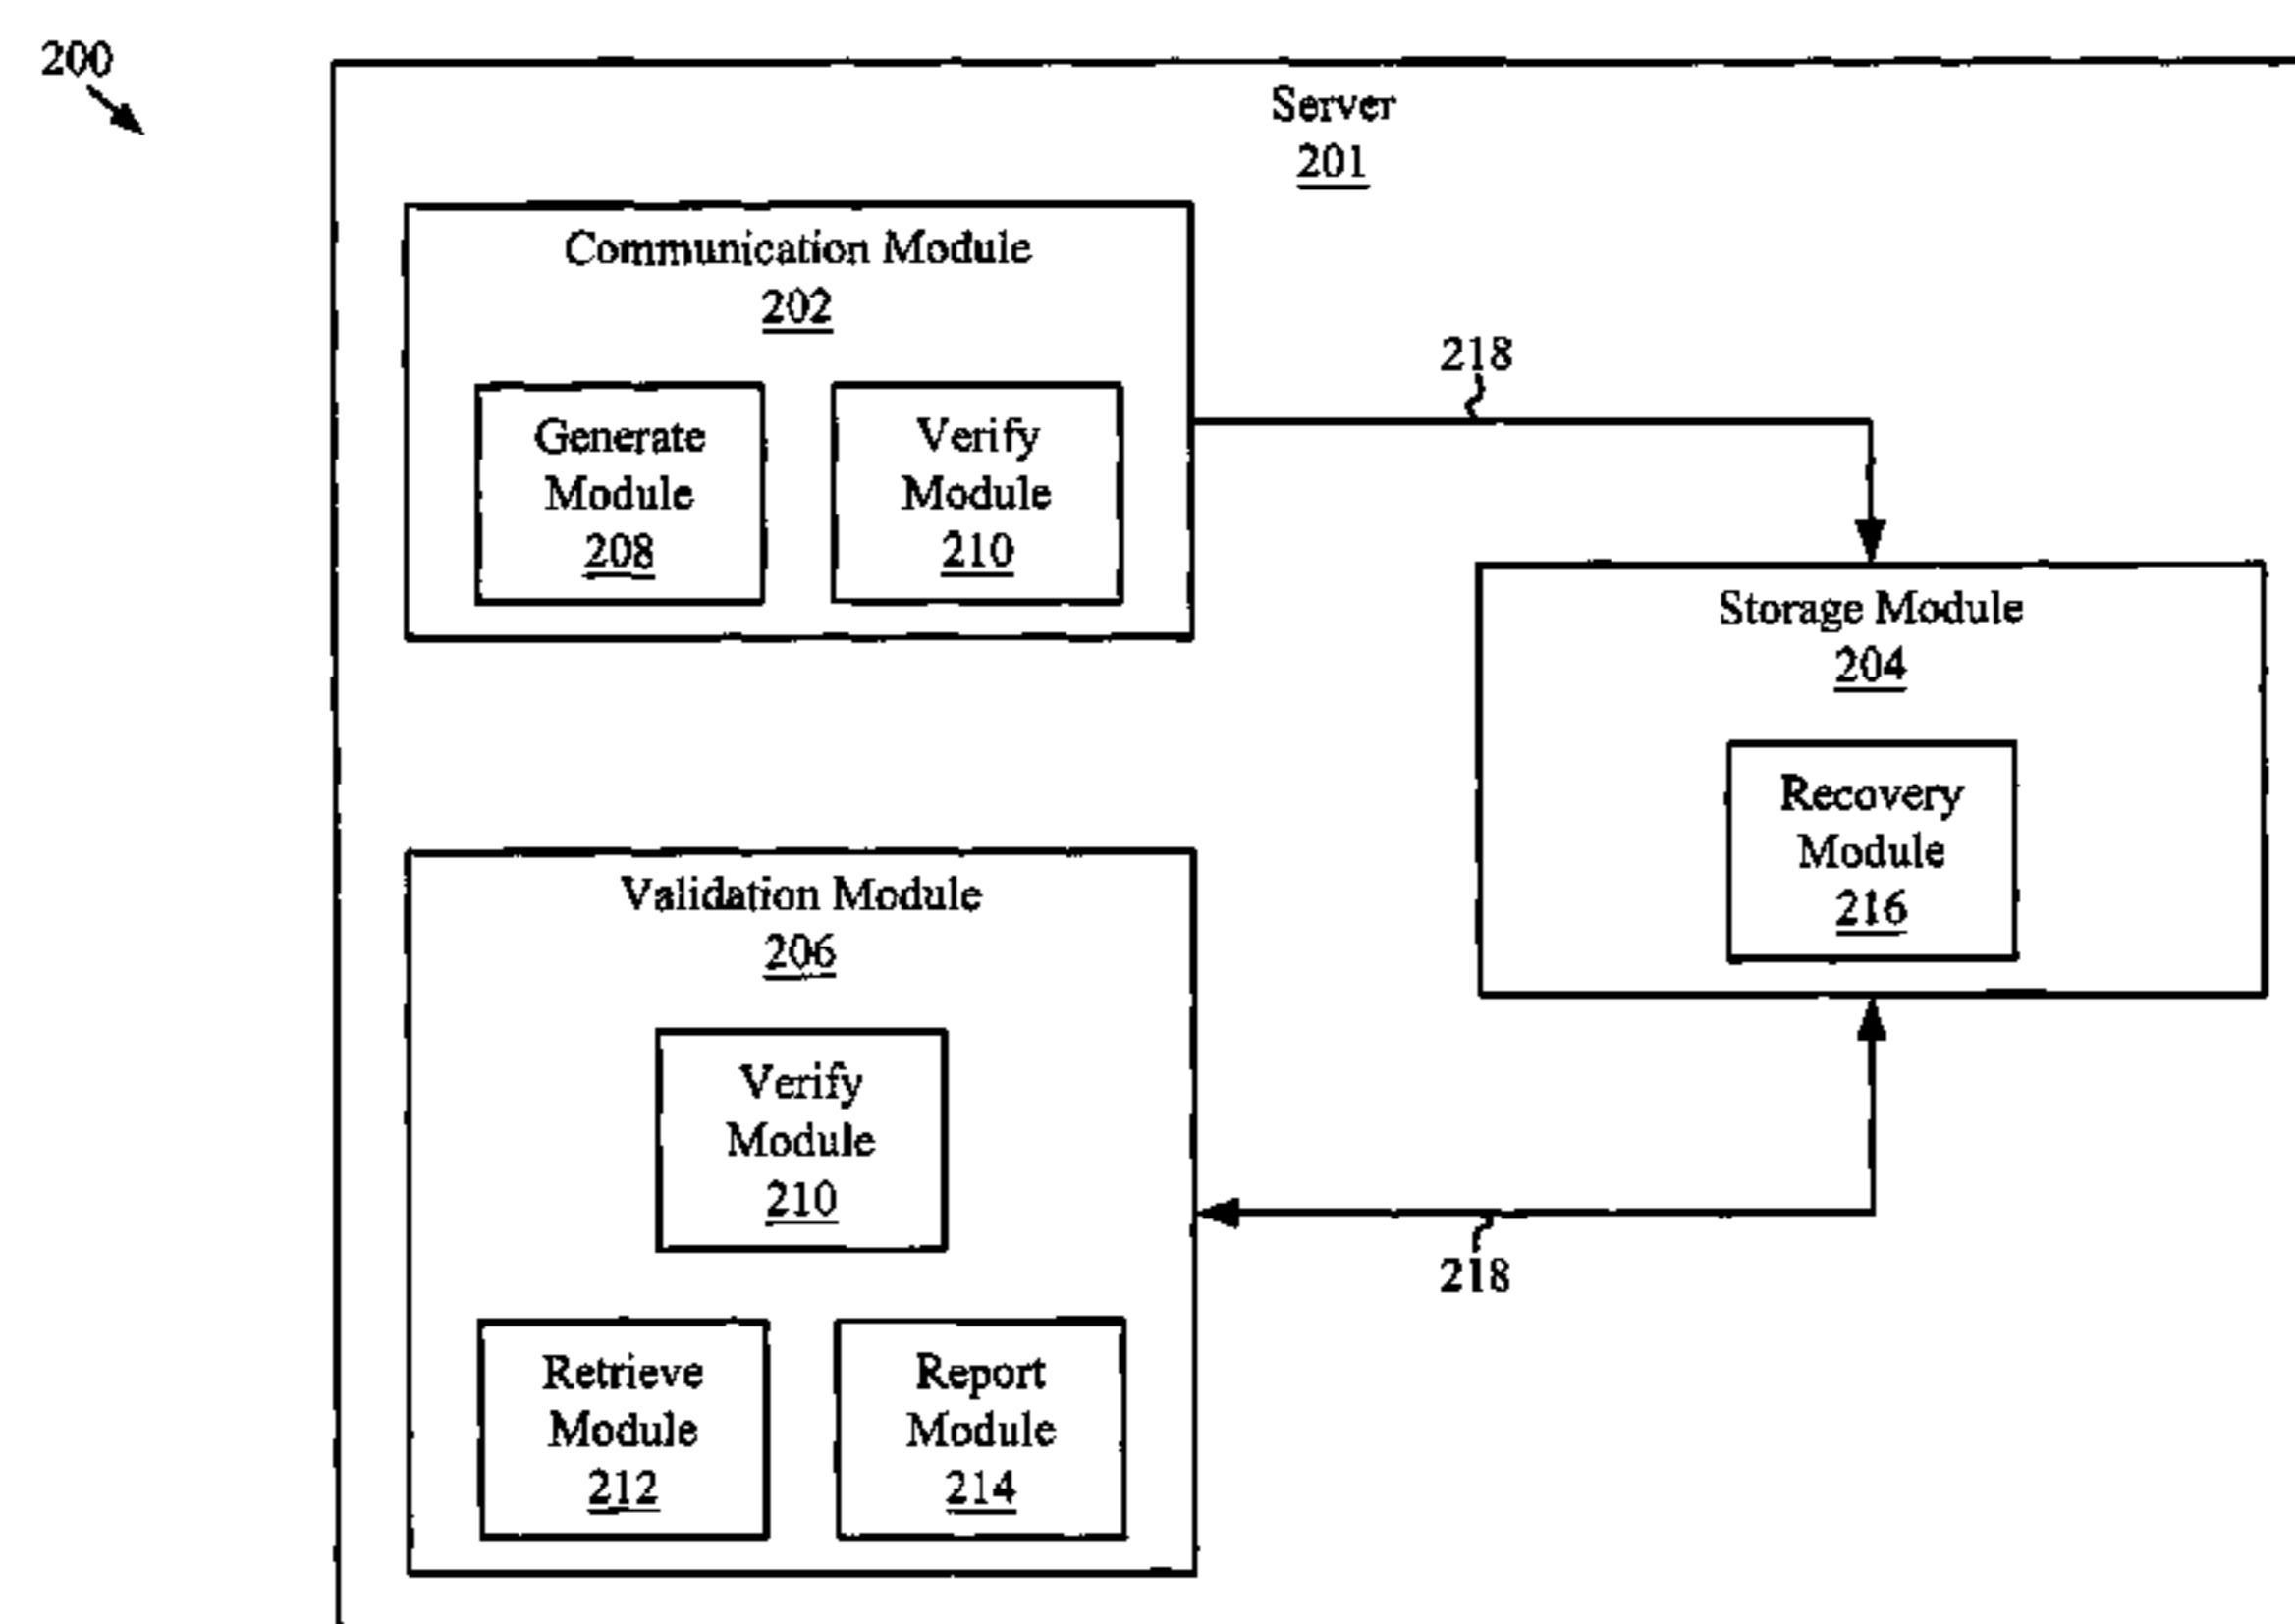 200
Server
201
Communication Module
202
Generate
Module
208
Verify
Module
210
218
Storage Module
204
Recovery
Module
216
Validation Module
206
Verify
Module
210
218
Retrieve
Module
212
Report
Module
214